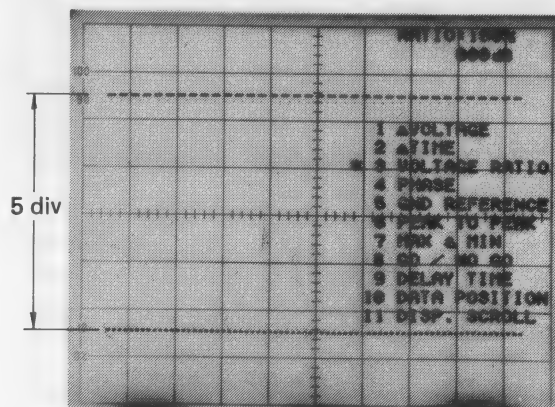 100
5 div
1 ΔVOLTAGE
2 ΔTIME
* 3 VOLTAGE RATIO
4 PHASE
5 GND REFERENCE
6 PEAK TO PEAK
7 MAX & MIN
8 GO / NO GO
9 DELAY TIME
10 DATA POSITION
11 DISP. SCROLL